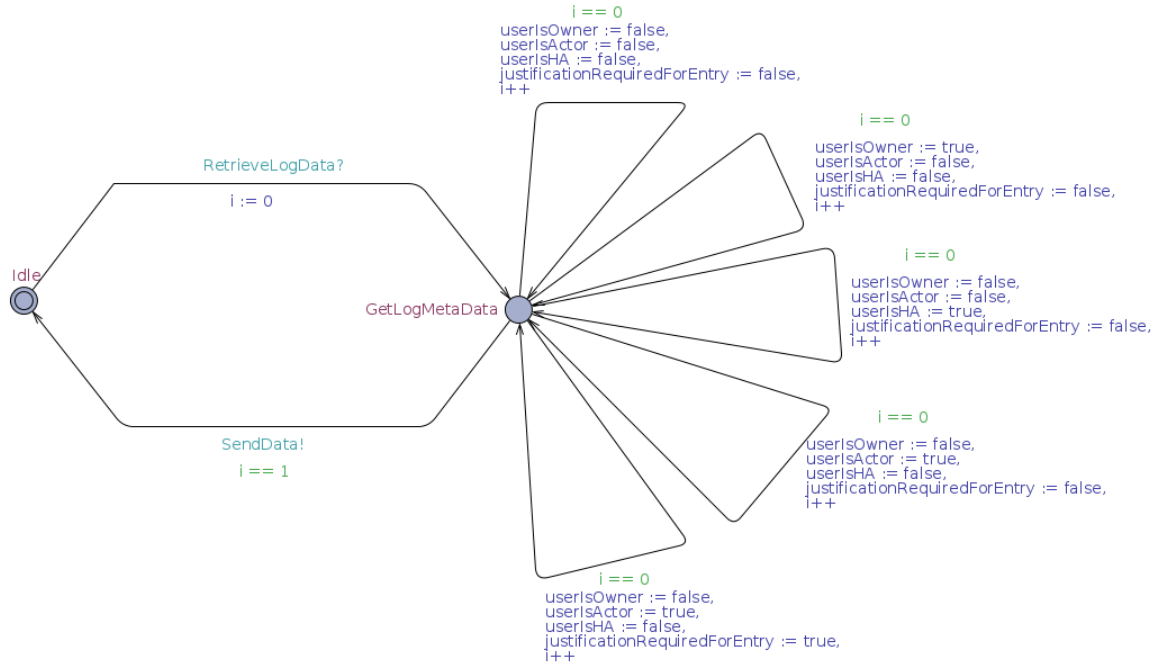 i == 0
userIsOwner := false,
userIsActor := false,
userIsHA := false,
justificationRequiredForEntry := false,
i++
i == 0
userIsOwner := true,
userIsActor := false,
userIsHA := false,
justificationRequiredForEntry := false,
i++
RetrieveLogData?
i := 0
i == 0
userIsOwner := false,
userIsActor := false,
userIsHA := true,
justificationRequiredForEntry := false,
i++
Idle
GetLogMetaData
i == 0
userIsOwner := false,
userIsActor := true,
userIsHA := false,
justificationRequiredForEntry := false,
i++
SendData!
i == 1
i == 0
userIsOwner := false,
userIsActor := true,
userIsHA := false,
justificationRequiredForEntry := true,
i++